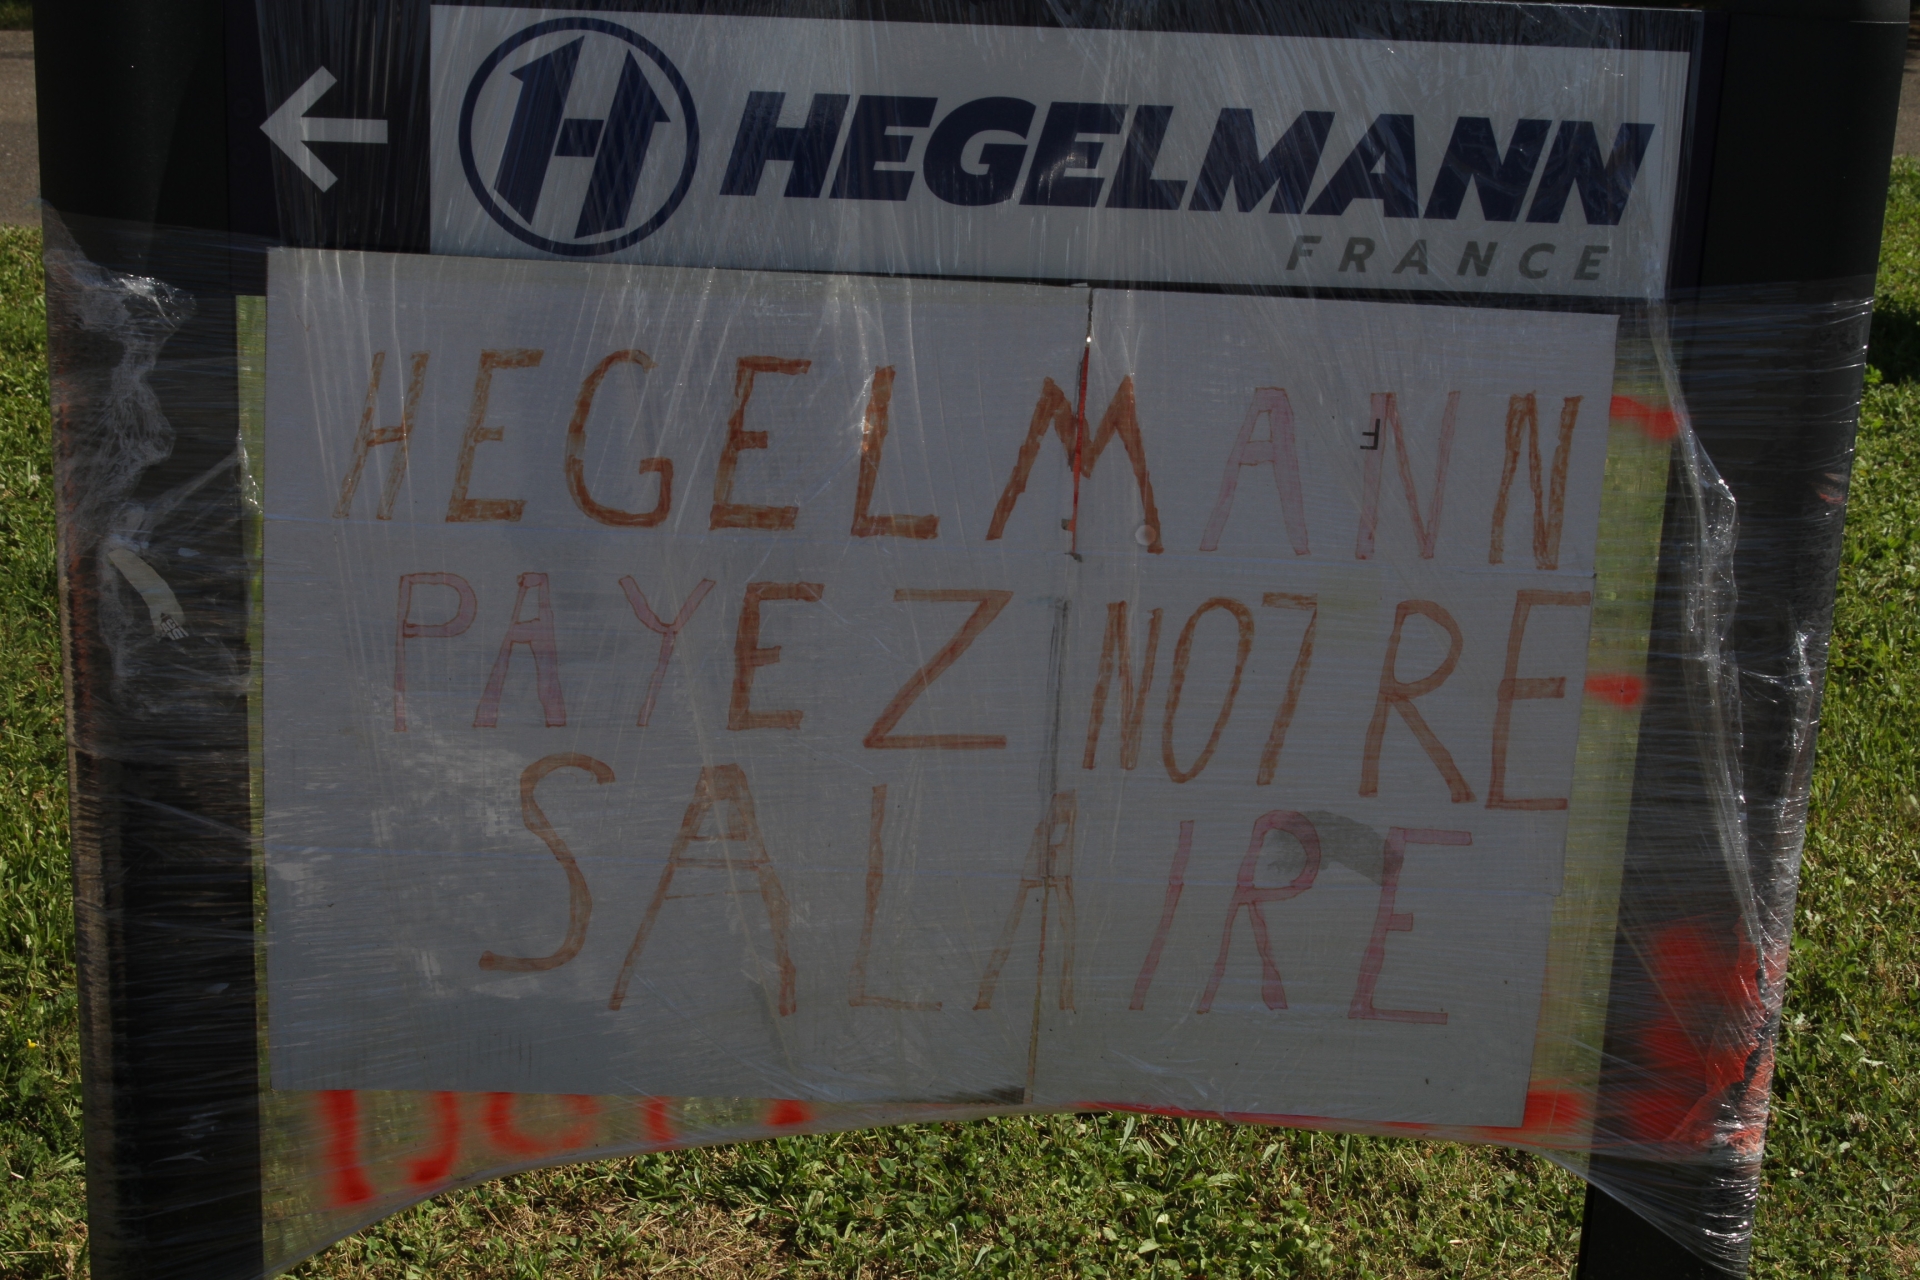 HEGELMANN
FRANCE
HEGELMANN
PAYEZ NOTRE
SALAIRE